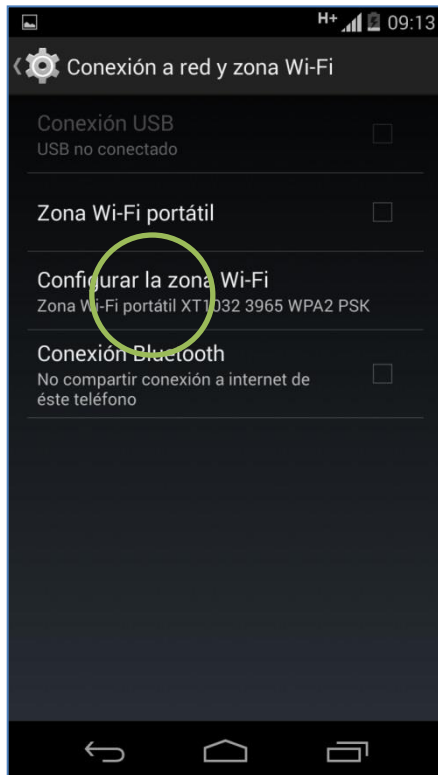 H+ 09:13
Conexión a red y zona Wi-Fi
Conexión USB
USB no conectado
Zona Wi-Fi portátil
Configurar la zona Wi-Fi
Zona Wi-Fi portátil XT1032 3965 WPA2 PSK
Conexión Bluetooth
No compartir conexión a internet de
éste teléfono